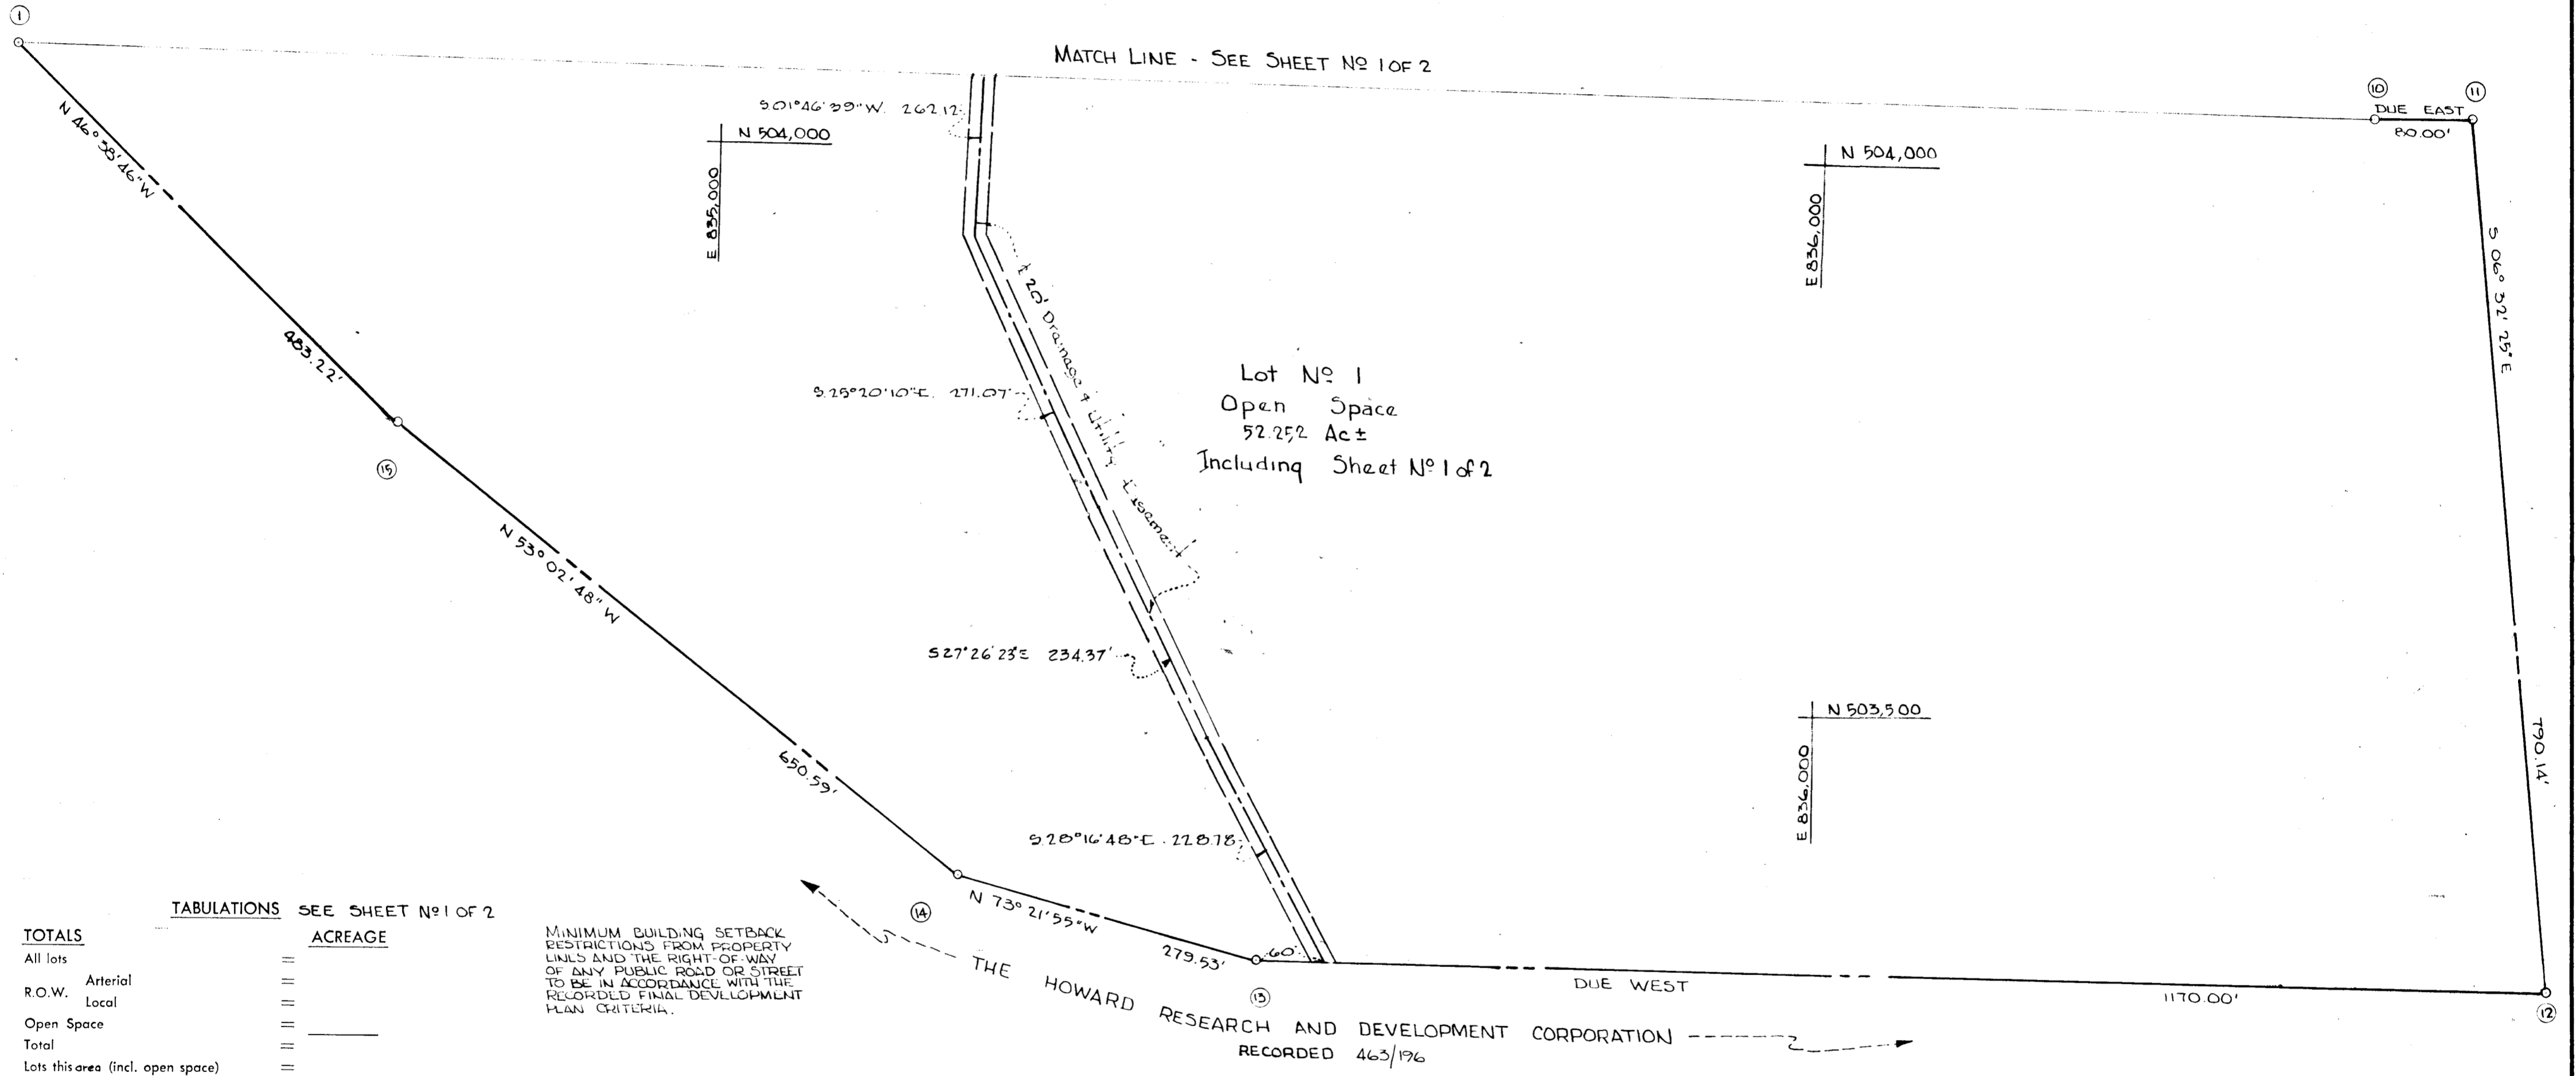 1
MATCH LINE - SEE SHEET Nº 1 OF 2
10
11
DUE EAST
80.00'
S 01°46'39"W. 262.12
N 504,000
E 835,000
N 504,000
E 836,000
N 46° 38' 46" W
483.22'
S 06° 32' 25" E
790.14'
20' Drainage & Utility Easement
S. 25°20'10"E. 271.07'
Lot Nº 1
Open Space
52.252 Ac ±
Including Sheet Nº 1 of 2
15
N 53° 02' 48" W
650.59'
S 27° 26' 23" E 234.37'
N 503,500
E 836,000
S. 28°16'48"E. 228.78
14
N 73° 21' 55" W
279.53'
60'
13
DUE WEST
1170.00'
12
THE HOWARD RESEARCH AND DEVELOPMENT CORPORATION
RECORDED 463/196
TABULATIONS SEE SHEET Nº 1 OF 2
TOTALS ACREAGE
All lots =
R.O.W. Arterial =
Local =
Open Space =
Total =
Lots this area (incl. open space) =
MINIMUM BUILDING SETBACK
RESTRICTIONS FROM PROPERTY
LINES AND THE RIGHT-OF-WAY
OF ANY PUBLIC ROAD OR STREET
TO BE IN ACCORDANCE WITH THE
RECORDED FINAL DEVELOPMENT
PLAN CRITERIA.